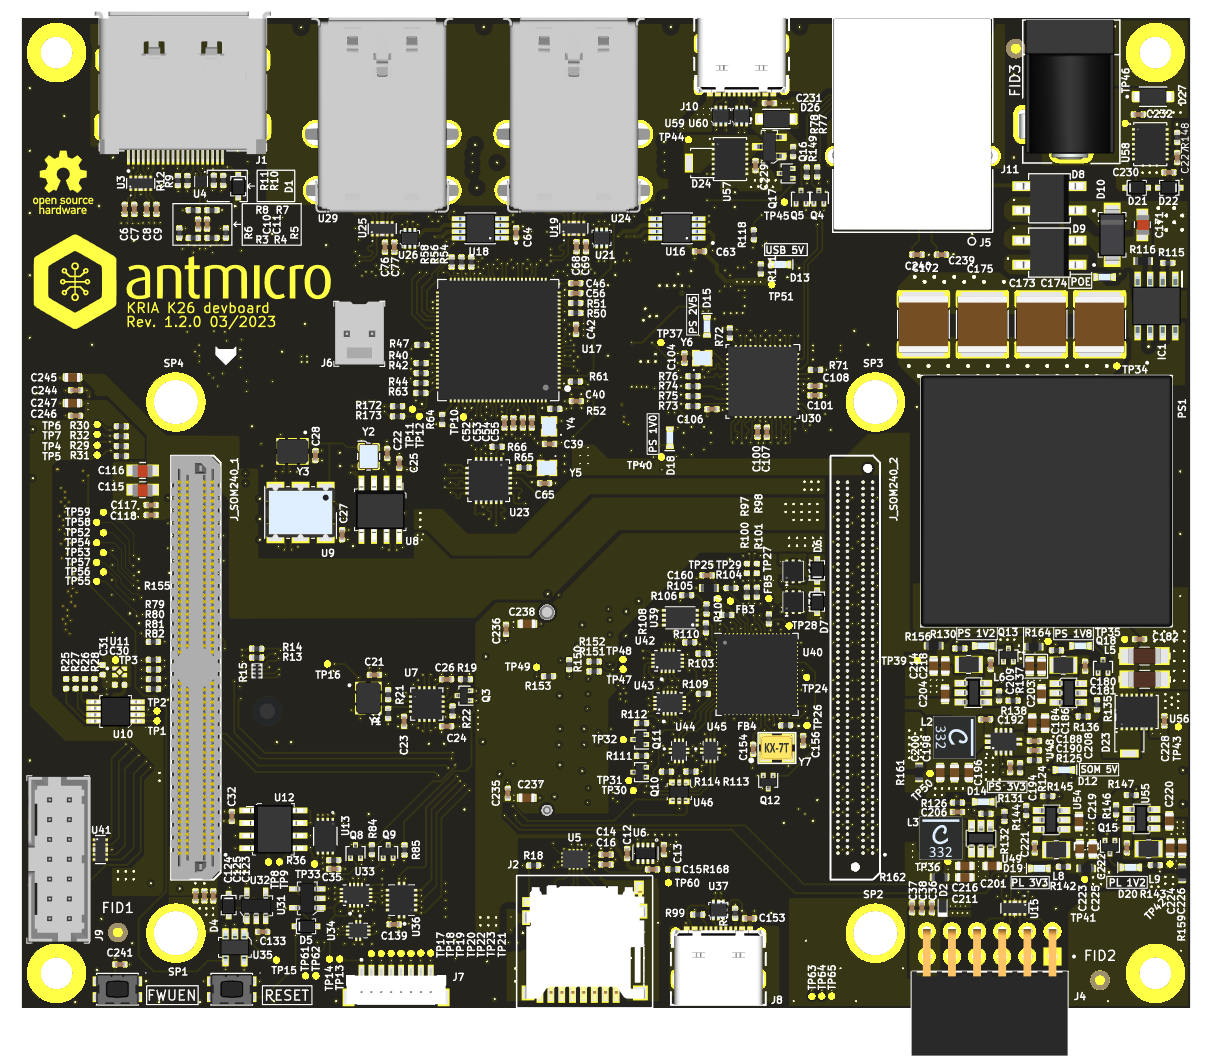 J1
open source
hardware
antmicro
KRIA K26 devboard
Rev. 1.2.0 03/2023
U3
R12
R9
U4
R11
R10
D1
C6
C7
C8
C9
R8 R7
R6
R3 R4
R5
U29
U25
U26
C76
C77
R58
R56
R54
U18
C64
U24
U19
U21
C68
C69
U16
C63
J10
C231
D26
U59 U60
TP44
D24
U57
C229
Q17
Q16
R149
R78
R77
TP45
Q5 Q4
R118
USB 5V
D13
TP51
J5
J11
FID3
TP46
D27
C232
U58
R148
C227
C230
D21
D22
D8
D9
D10
C171
R116
R115
POE
IC1
C239
C175
C173
C174
TP34
PS1
SP4
J6
R47
R40
R42
R44
R63
R172
R173
TP11
TP12
R64
TP10
C52
C53
C54
C55
C46
C56
R51
R50
C42
U17
R61
C40
R52
Y4
C39
R66
R65
Y5
C65
U23
PS 2V5
D15
TP37
Y6
C104
R72
R76
R75
R74
R73
C106
PS 1V0
D18
TP40
U30
R71
C108
C101
C100
C107
SP3
C245
C244
C247
C246
TP6 R30
TP7 R32
TP4 R29
TP5 R31
C116
C115
C117
C118
J_SOM240_1
Y3
C28
Y2
C22
C25
C27
U9
U8
J_SOM240_2
TP59
TP58
TP52
TP54
TP53
TP57
TP56
TP55
R155
R79
R80
R81
R82
U11
C31
C30
TP3
R25
R27
R26
R28
U10
TP2
TP1
R14
R13
R15
TP16
C21
R21
U7
C23
C26
R19
R22
C24
Q3
C238
C236
TP49
R153
R151
R152
TP48
TP47
C235
C237
R97
R98
R100
R101
TP25
TP29
C160
R104
R105
R106
TP27
FB5
FB3
D6
D7
TP28
U39
R108
R110
U42
R103
U43
R109
U40
TP24
TP26
FB4
R112
TP32
Q11
R111
TP31
TP30
Q10
U44
U45
R114 R113
U46
C154
KX-7T
Y7
C156
Q12
R156
R130
PS 1V2
Q13
R164
PS 1V8
TP35
Q18
L5
C182
TP39
C204
L6
R137
C203
C180
C181
R138
R136
R135
L2
332
C192
C200
C198
C196
R161
TP50
C188
R190
R125
D23
U56
C228
TP43
SOM 5V
D12
PS 3V3
D14
C194
R124
R145
R147
R126
R131
R144
R132
L3
332
TP36
C216
C211
C201
U49
PL 3V3
R142
L8
U54
C219
R146
U55
C220
Q15
C222
C221
PL 1V2
L9
D20
R143
C223
C225
C224
TP42
C226
R159
R162
SP2
C37
C38
C36
D2
U15
TP41
FID2
J4
U41
J9
FID1
C241
SP1
FWUEN
RESET
C32
U12
C124
C122
C223
U32
U31
D4
C133
U35
TP15
TP8
TP9
R36
TP33
D5
TP61
TP62
TP14
TP13
U13
C35
R84
Q8
Q9
R85
U33
U34
U36
C139
TP17
TP18
TP19
TP20
TP22
TP23
TP21
J7
J2
R18
U5
C14
C16
C12
U6
C13
C15
R168
TP60
U37
R99
C153
J8
TP63
TP64
TP65